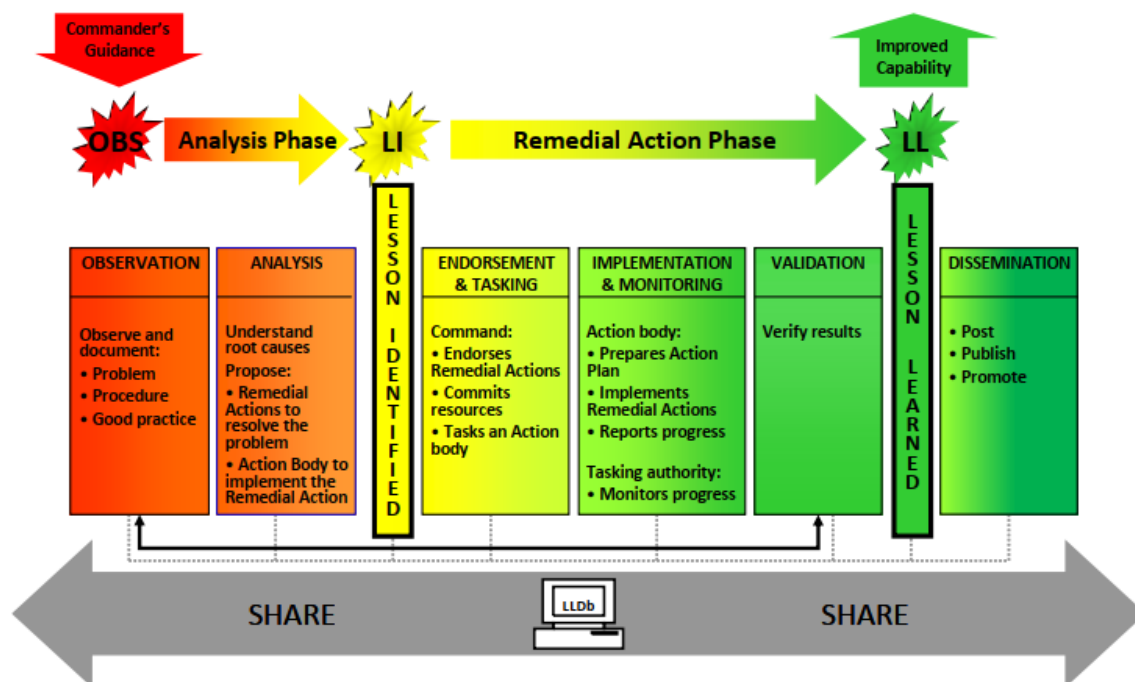 Commander's
Guidance
Improved
Capability
OBS
Analysis Phase
LI
Remedial Action Phase
LL
OBSERVATION
Observe and
document:
• Problem
• Procedure
• Good practice
ANALYSIS
Understand
root causes
Propose:
• Remedial
Actions to
resolve the
problem
• Action Body to
implement the
Remedial Action
LESSON IDENTIFIED
ENDORSEMENT
& TASKING
Command:
• Endorses
Remedial Actions
• Commits
resources
• Tasks an Action
body
IMPLEMENTATION
& MONITORING
Action body:
• Prepares Action
Plan
• Implements
Remedial Actions
• Reports progress
Tasking authority:
• Monitors progress
VALIDATION
Verify results
LESSON LEARNED
DISSEMINATION
• Post
• Publish
• Promote
SHARE
LLDb
SHARE